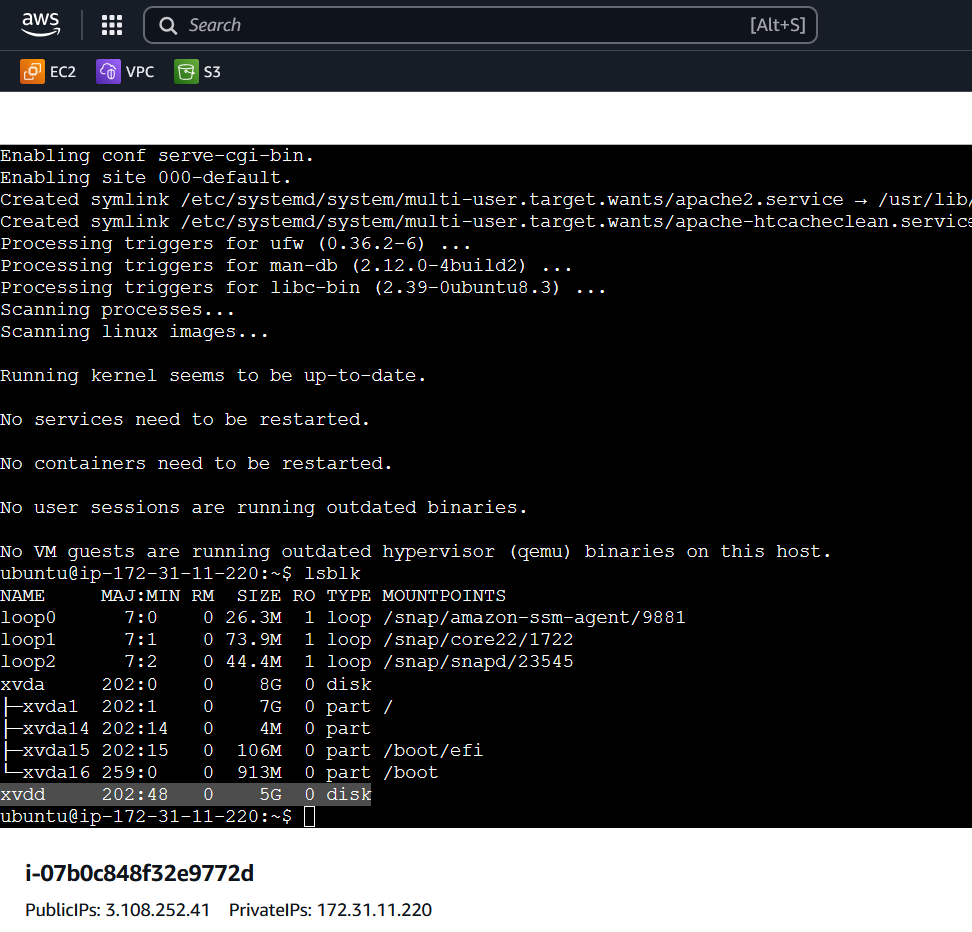 aws
Search [Alt+S]
EC2 VPC S3
Enabling conf serve-cgi-bin.
Enabling site 000-default.
Created symlink /etc/systemd/system/multi-user.target.wants/apache2.service → /usr/lib/
Created symlink /etc/systemd/system/multi-user.target.wants/apache-htcacheclean.servic
Processing triggers for ufw (0.36.2-6) ...
Processing triggers for man-db (2.12.0-4build2) ...
Processing triggers for libc-bin (2.39-0ubuntu8.3) ...
Scanning processes...
Scanning linux images...
Running kernel seems to be up-to-date.
No services need to be restarted.
No containers need to be restarted.
No user sessions are running outdated binaries.
No VM guests are running outdated hypervisor (qemu) binaries on this host.
ubuntu@ip-172-31-11-220:~$ lsblk
NAME     MAJ:MIN RM  SIZE RO TYPE MOUNTPOINTS
loop0      7:0    0 26.3M  1 loop /snap/amazon-ssm-agent/9881
loop1      7:1    0 73.9M  1 loop /snap/core22/1722
loop2      7:2    0 44.4M  1 loop /snap/snapd/23545
xvda     202:0    0    8G  0 disk
├─xvda1  202:1    0    7G  0 part /
├─xvda14 202:14   0    4M  0 part
├─xvda15 202:15   0  106M  0 part /boot/efi
└─xvda16 259:0    0  913M  0 part /boot
xvdd     202:48   0    5G  0 disk
ubuntu@ip-172-31-11-220:~$
i-07b0c848f32e9772d
PublicIPs: 3.108.252.41 PrivateIPs: 172.31.11.220